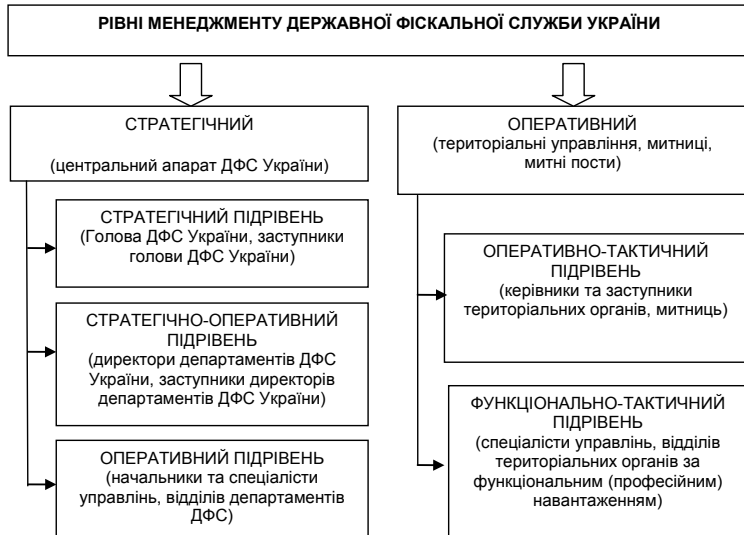 РІВНІ МЕНЕДЖМЕНТУ ДЕРЖАВНОЇ ФІСКАЛЬНОЇ СЛУЖБИ УКРАЇНИ
СТРАТЕГІЧНИЙ
(центральний апарат ДФС України)
СТРАТЕГІЧНИЙ ПІДРІВЕНЬ
(Голова ДФС України, заступники
голови ДФС України)
СТРАТЕГІЧНО-ОПЕРАТИВНИЙ
ПІДРІВЕНЬ
(директори департаментів ДФС
України, заступники директорів
департаментів ДФС України)
ОПЕРАТИВНИЙ ПІДРІВЕНЬ
(начальники та спеціалісти
управлінь, відділів департаментів
ДФС)
ОПЕРАТИВНИЙ
(територіальні управління, митниці,
митні пости)
ОПЕРАТИВНО-ТАКТИЧНИЙ
ПІДРІВЕНЬ
(керівники та заступники
територіальних органів, митниць)
ФУНКЦІОНАЛЬНО-ТАКТИЧНИЙ
ПІДРІВЕНЬ
(спеціалісти управлінь, відділів
територіальних органів за
функціональним (професійним)
навантаженням)